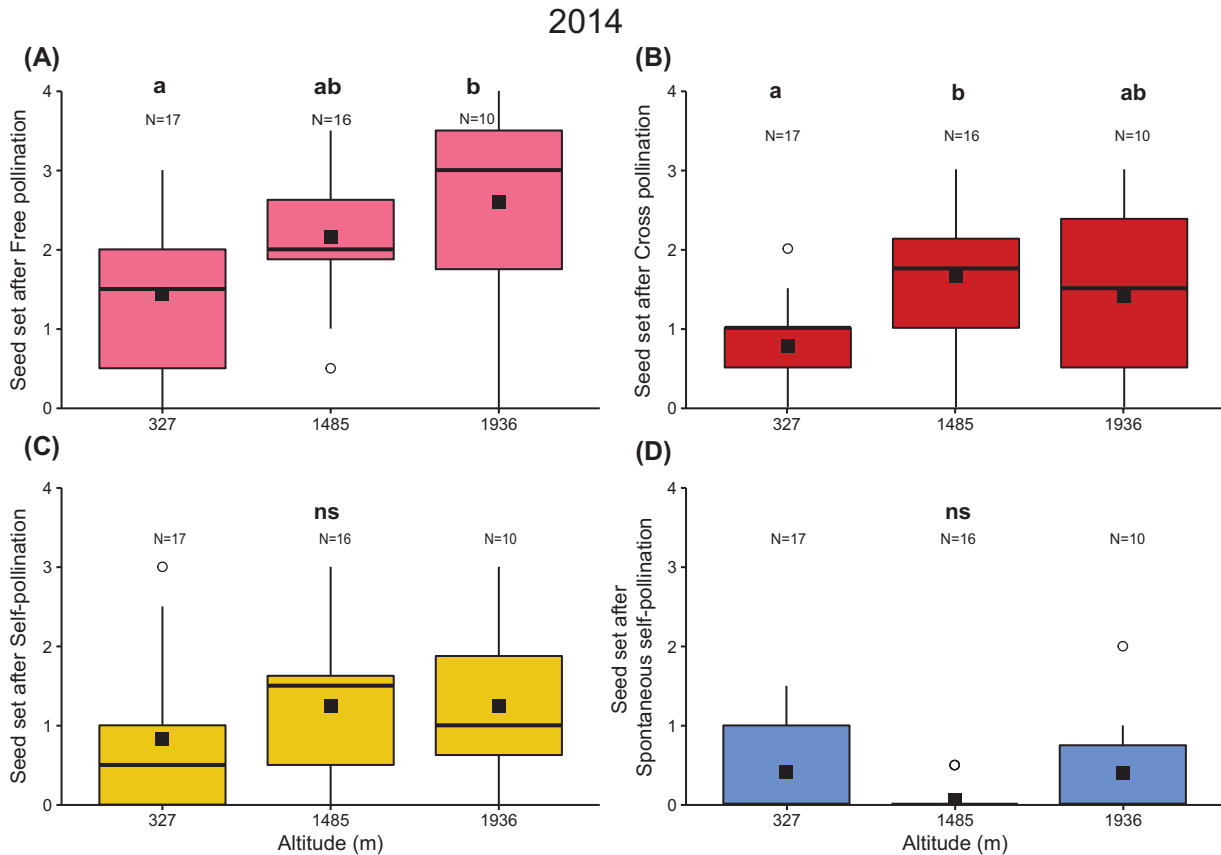 2014
(A)
a ab b
N=17 N=16 N=10
Seed set after Free pollination
4
3
2
1
0
327 1485 1936
(B)
a b ab
N=17 N=16 N=10
Seed set after Cross pollination
4
3
2
1
0
327 1485 1936
(C)
ns
N=17 N=16 N=10
Seed set after Self-pollination
4
3
2
1
0
327 1485 1936
Altitude (m)
(D)
ns
N=17 N=16 N=10
Seed set after
Spontaneous self-pollination
4
3
2
1
0
327 1485 1936
Altitude (m)